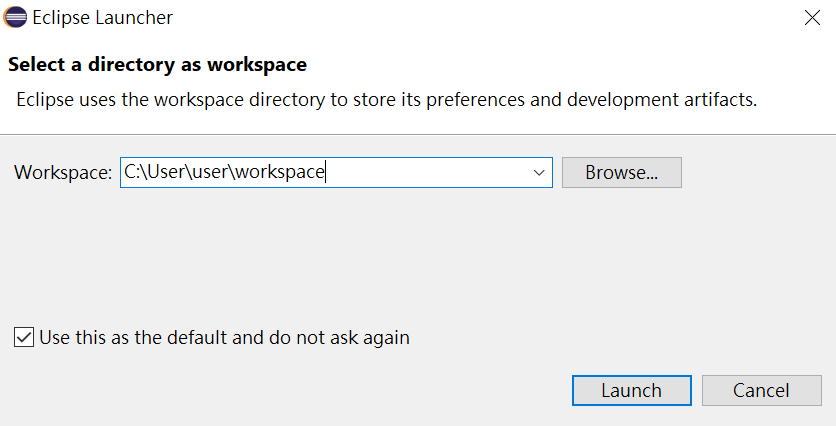 Eclipse Launcher
Select a directory as workspace
Eclipse uses the workspace directory to store its preferences and development artifacts.
Workspace: C:\User\user\workspace Browse...
Use this as the default and do not ask again
Launch Cancel